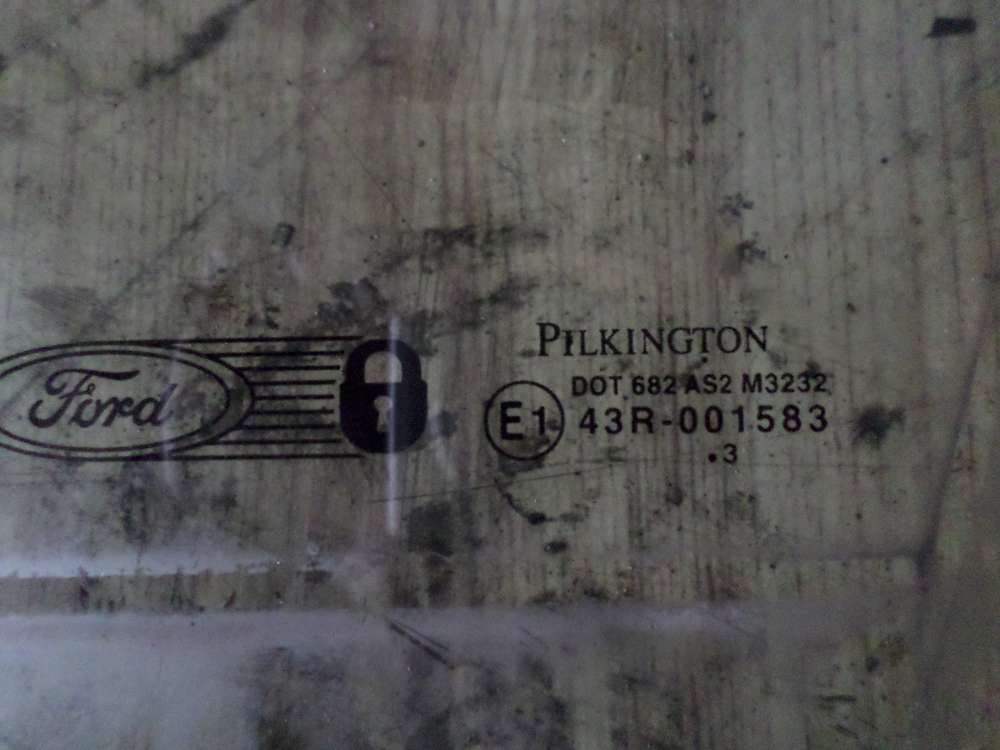 Ford
PILKINGTON
DOT 682 AS2 M3232
E1 43R-001583
.3